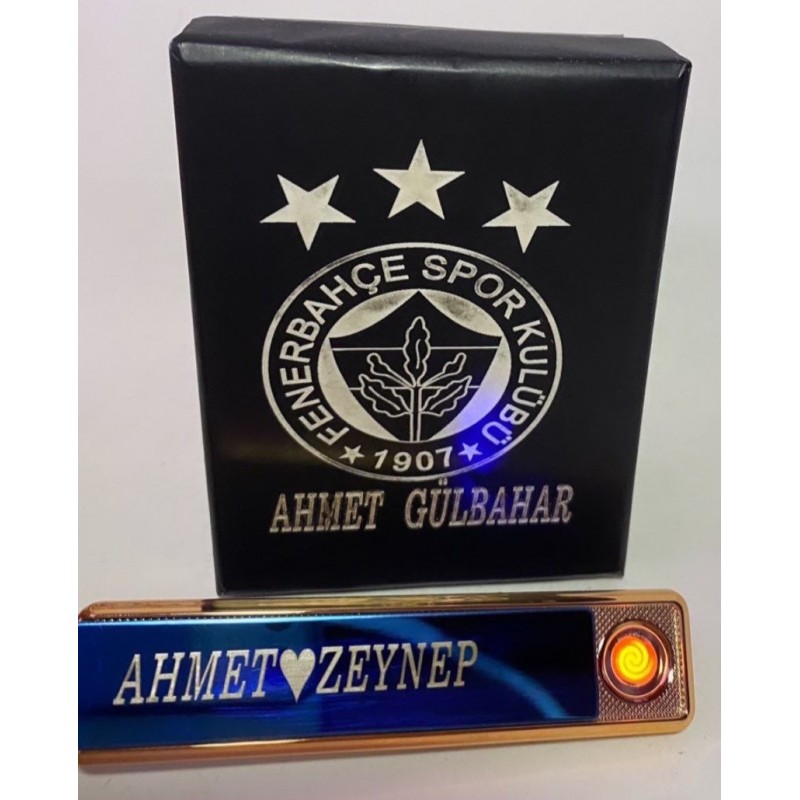 FENERBAHÇE SPOR KULÜBÜ
1907
AHMET GÜLBAHAR
AHMET♥ZEYNEP